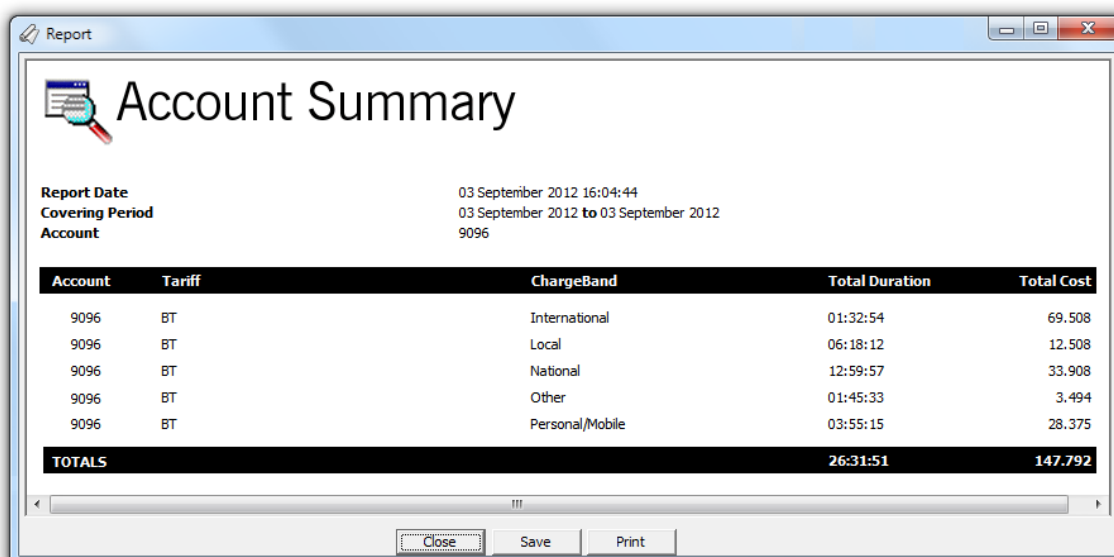 Report
Account Summary
Report Date 03 September 2012 16:04:44
Covering Period 03 September 2012 to 03 September 2012
Account 9096
Account Tariff ChargeBand Total Duration Total Cost
9096 BT International 01:32:54 69.508
9096 BT Local 06:18:12 12.508
9096 BT National 12:59:57 33.908
9096 BT Other 01:45:33 3.494
9096 BT Personal/Mobile 03:55:15 28.375
TOTALS 26:31:51 147.792
Close Save Print